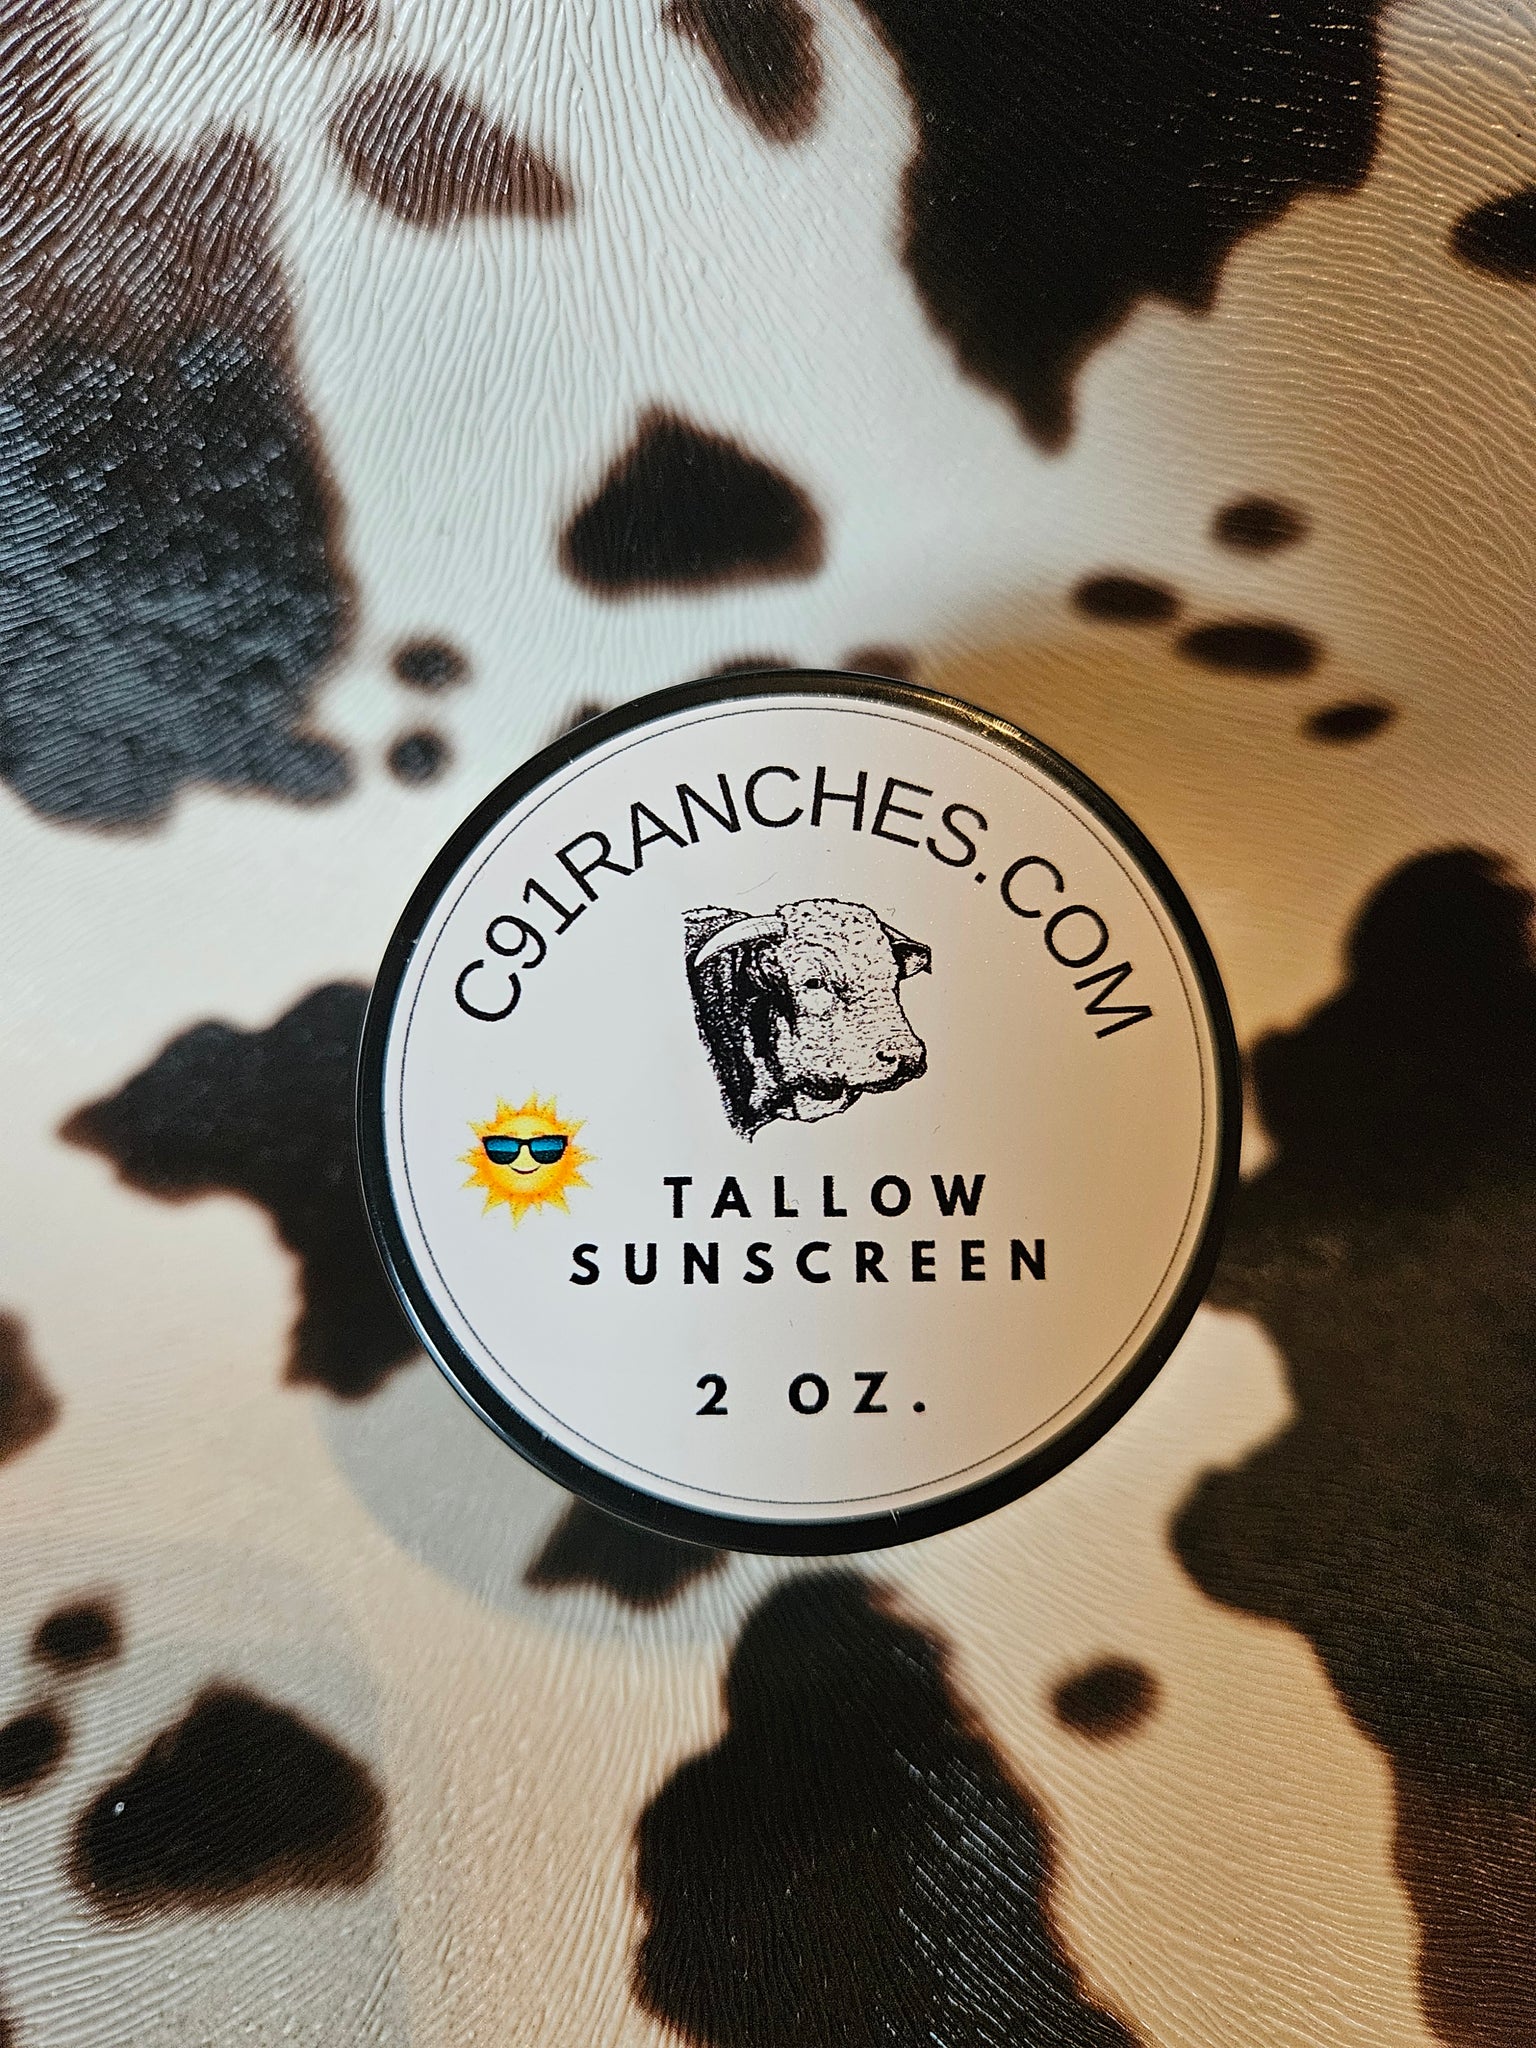 C91RANCHES.COM
TALLOW
SUNSCREEN
2 OZ.